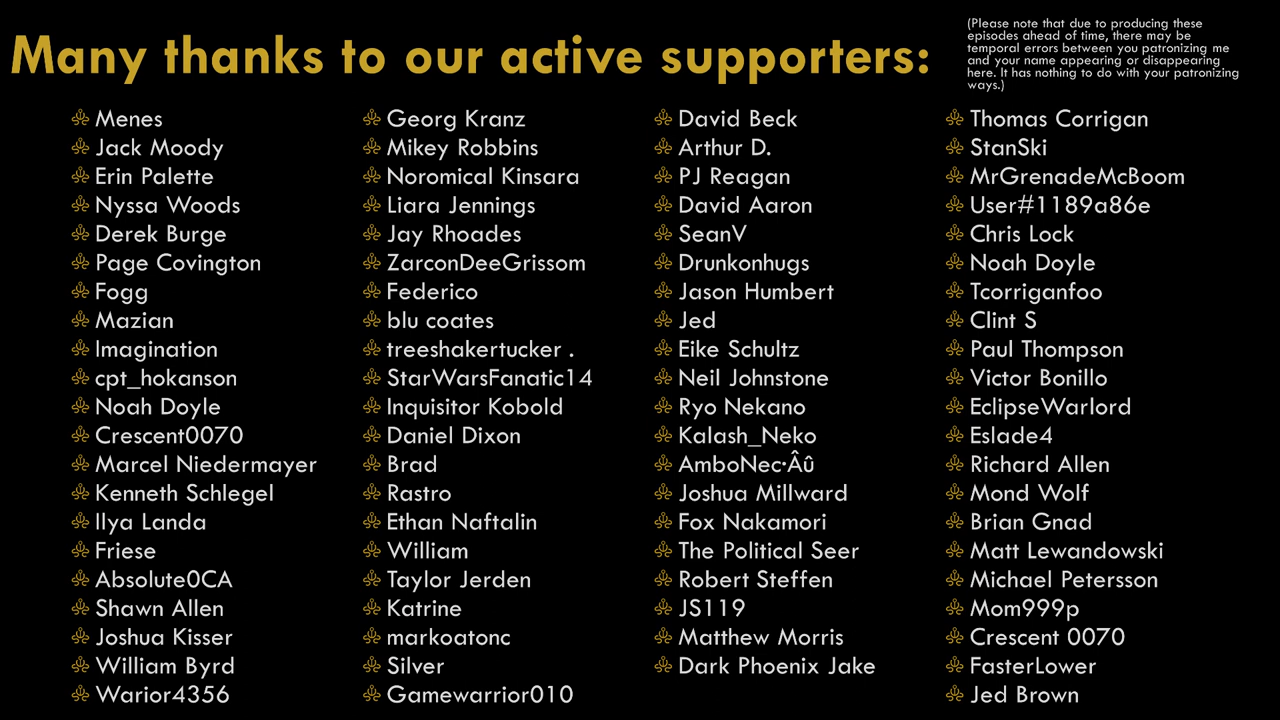 Many thanks to our active supporters:
(Please note that due to producing these
episodes ahead of time, there may be
temporal errors between you patronizing me
and your name appearing or disappearing
here. It has nothing to do with your patronizing
ways.)
Menes
Jack Moody
Erin Palette
Nyssa Woods
Derek Burge
Page Covington
Fogg
Mazian
Imagination
cpt_hokanson
Noah Doyle
Crescent0070
Marcel Niedermayer
Kenneth Schlegel
Ilya Landa
Friese
Absolute0CA
Shawn Allen
Joshua Kisser
William Byrd
Warior4356
Georg Kranz
Mikey Robbins
Noromical Kinsara
Liara Jennings
Jay Rhoades
ZarconDeeGrissom
Federico
blu coates
treeshakertucker .
StarWarsFanatic14
Inquisitor Kobold
Daniel Dixon
Brad
Rastro
Ethan Naftalin
William
Taylor Jerden
Katrine
markoatonc
Silver
Gamewarrior010
David Beck
Arthur D.
PJ Reagan
David Aaron
SeanV
Drunkonhugs
Jason Humbert
Jed
Eike Schultz
Neil Johnstone
Ryo Nekano
Kalash_Neko
AmboNec·Âû
Joshua Millward
Fox Nakamori
The Political Seer
Robert Steffen
JS119
Matthew Morris
Dark Phoenix Jake
Thomas Corrigan
StanSki
MrGrenadeMcBoom
User#1189a86e
Chris Lock
Noah Doyle
Tcorriganfoo
Clint S
Paul Thompson
Victor Bonillo
EclipseWarlord
Eslade4
Richard Allen
Mond Wolf
Brian Gnad
Matt Lewandowski
Michael Petersson
Mom999p
Crescent 0070
FasterLower
Jed Brown